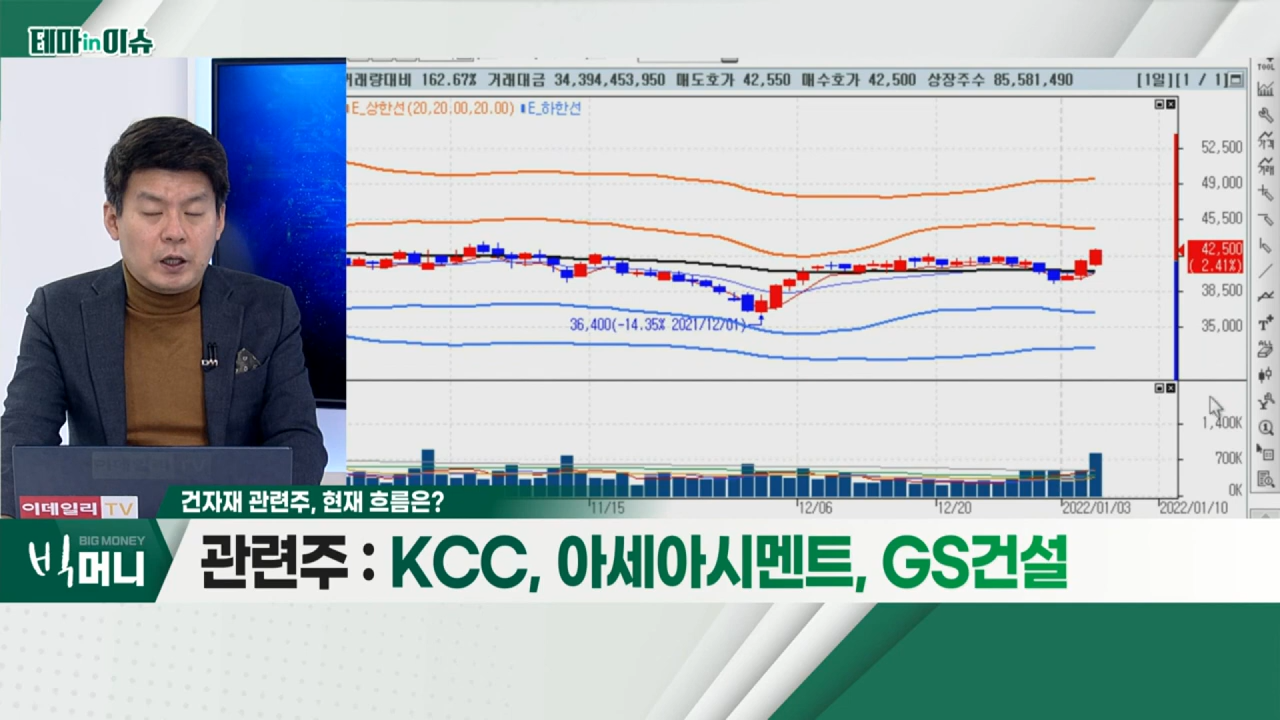 테마in이슈
거래량대비 162.67% 거래대금 34,394,453,950 매도호가 42,550 매수호가 42,500 상장주수 85,581,490 [1일][1 / 1]
E_상한선(20,20.00,20.00) E_하한선
52,500
49,000
45,500
42,500
( 2.41%)
38,500
35,000
36,400(-14.35% 2021/12/01)
1,400K
700K
0K
11/15 12/06 12/20 2022/01/03 2022/01/10
이데일리TV
건자재 관련주, 현재 흐름은?
BIG MONEY
빅머니
관련주 : KCC, 아세아시멘트, GS건설